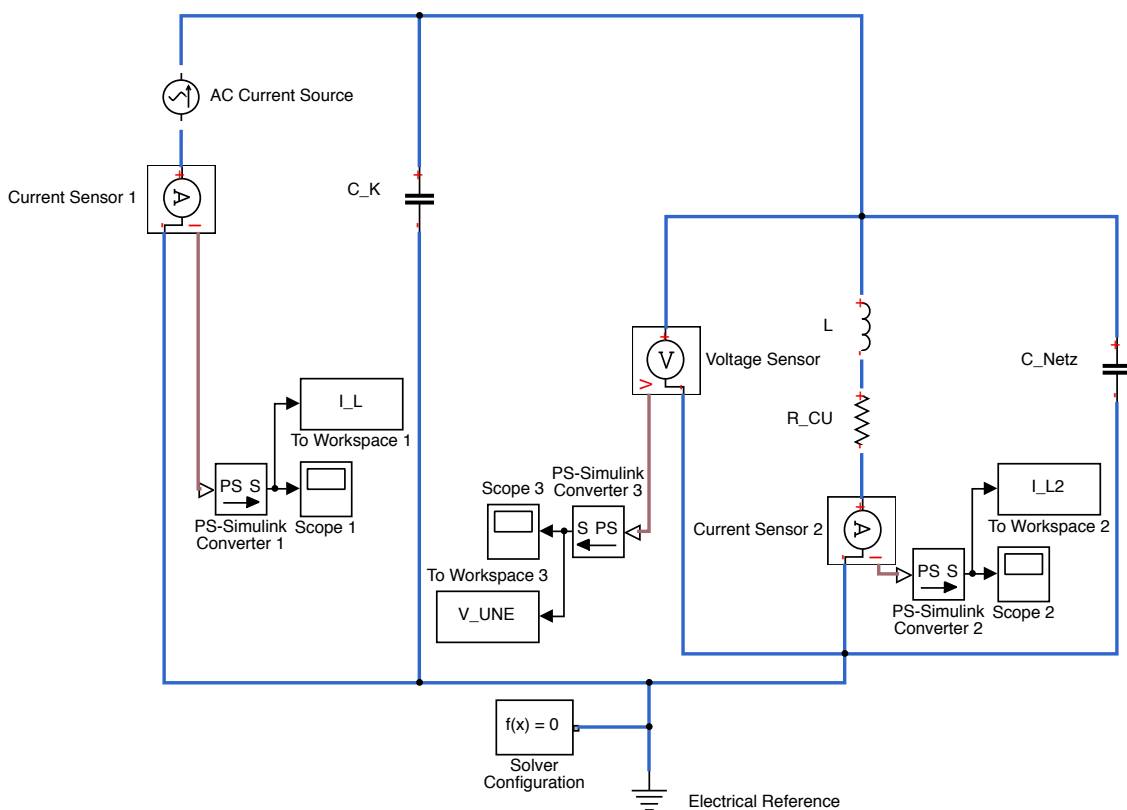 AC Current Source
Current Sensor 1
A
C_K
I
L
Voltage Sensor
V
V
C_Netz
R_CU
I_L
To Workspace 1
PS S
PS-Simulink
Converter 1
Scope 1
PS-Simulink
Converter 3
Scope 3
S PS
To Workspace 3
V_UNE
Current Sensor 2
A
I
I_L2
To Workspace 2
PS S
PS-Simulink
Converter 2
Scope 2
f(x) = 0
Solver
Configuration
Electrical Reference